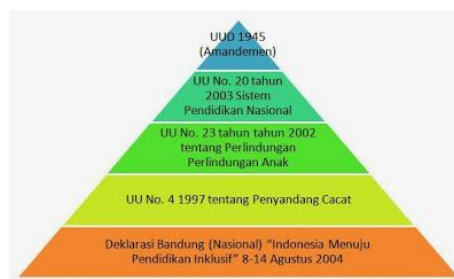 UUD 1945
(Amandemen)
UU No. 20 tahun
2003 Sistem
Pendidikan Nasional
UU No. 23 tahun tahun 2002
tentang Perlindungan
Perlindungan Anak
UU No. 4 1997 tentang Penyandang Cacat
Deklarasi Bandung (Nasional) “Indonesia Menuju
Pendidikan Inklusif” 8-14 Agustus 2004